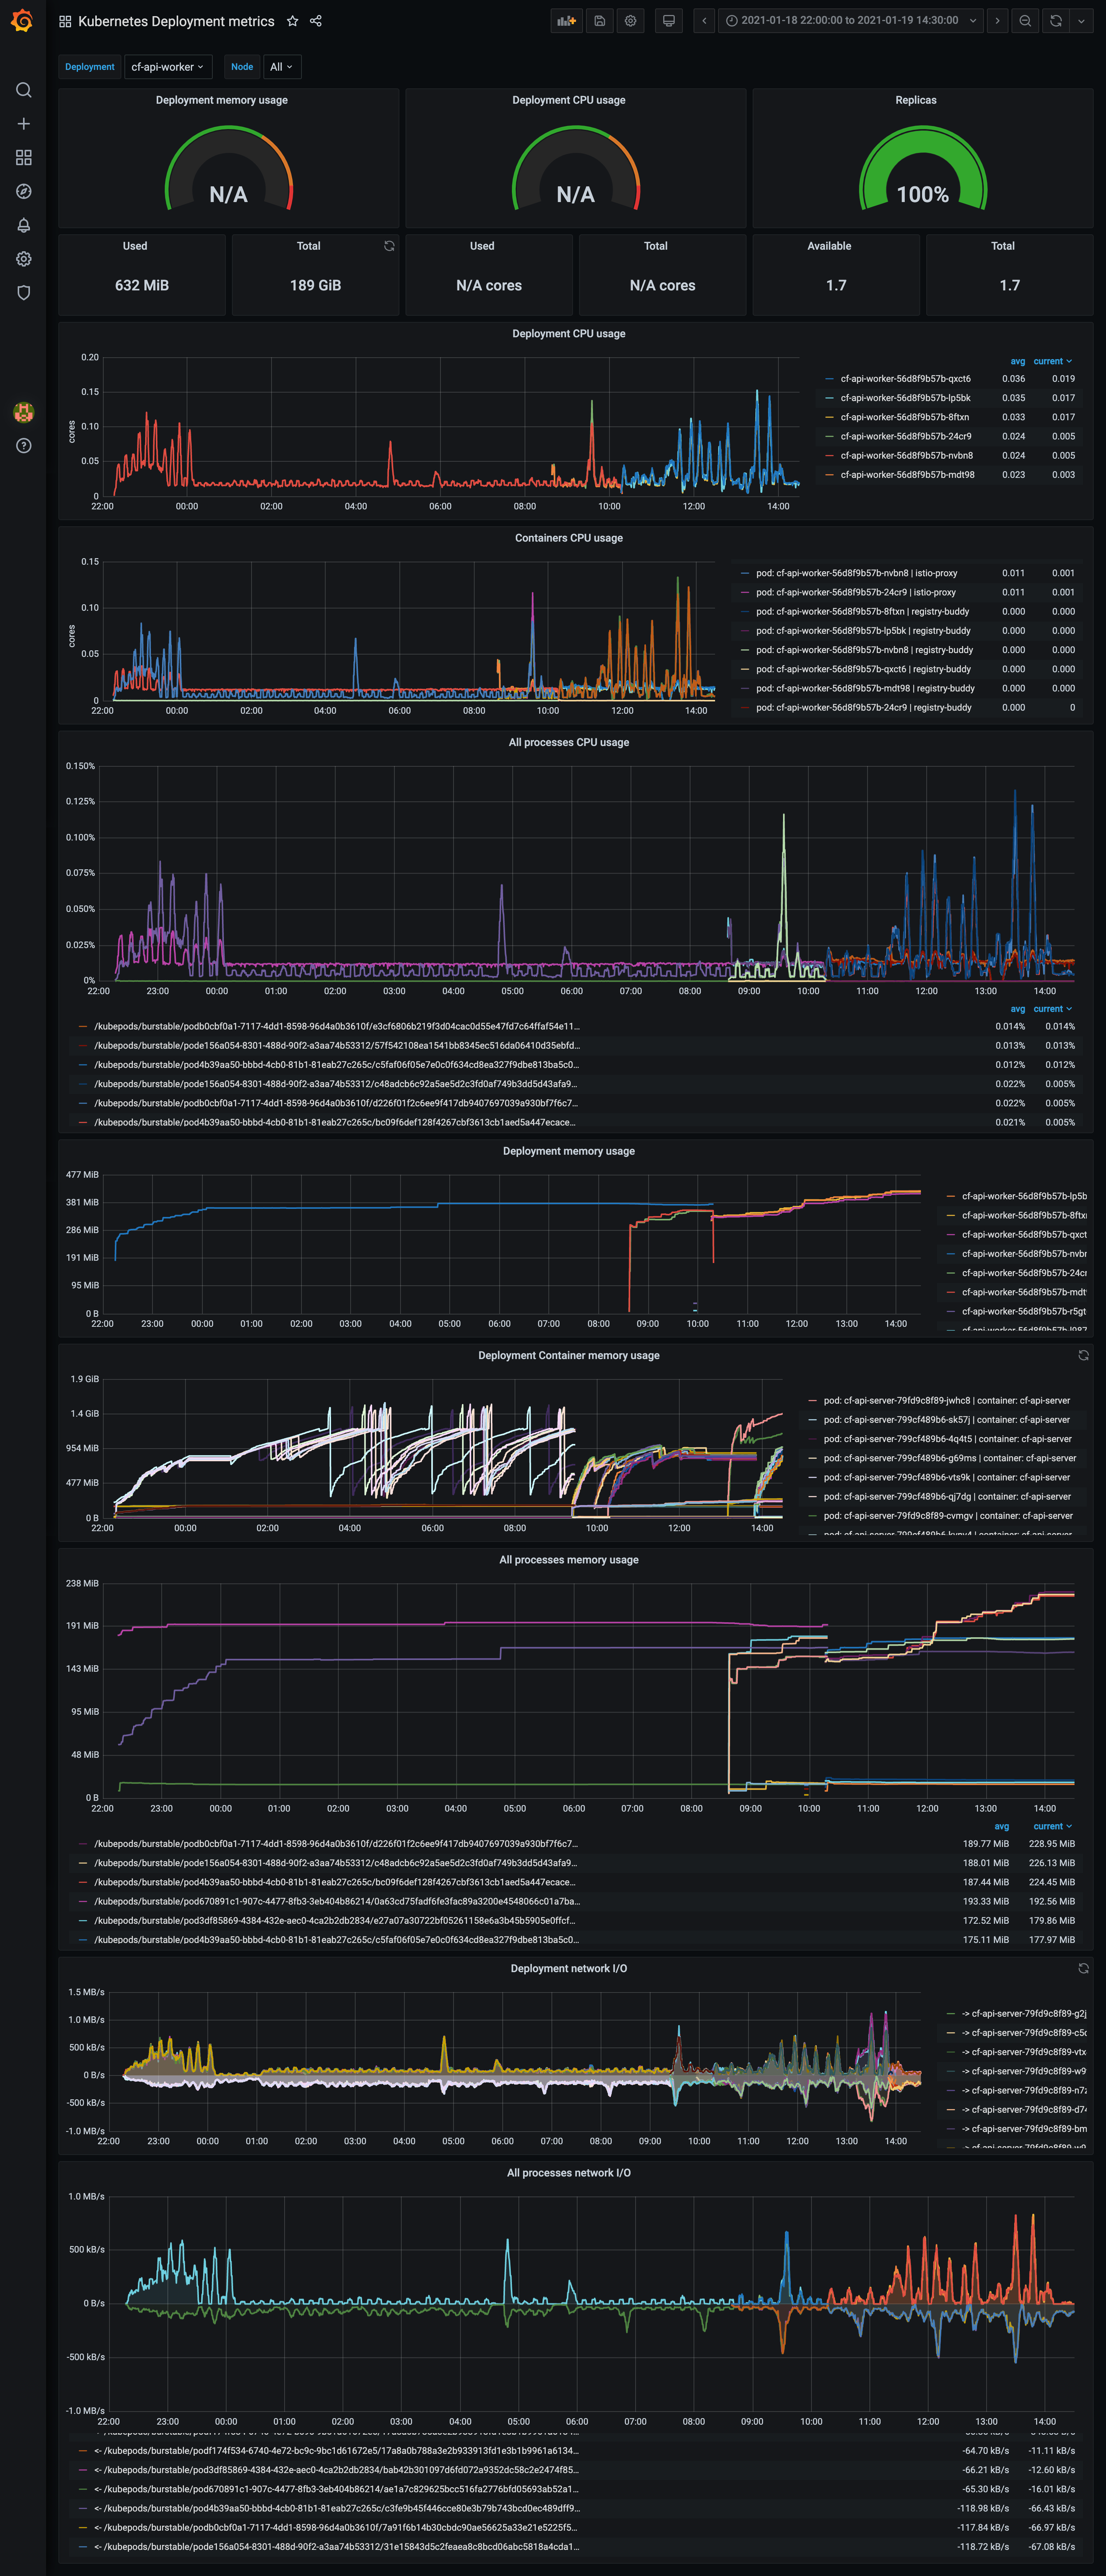 Kubernetes Deployment metrics
2021-01-18 22:00:00 to 2021-01-19 14:30:00
Deployment cf-api-worker Node All
Deployment memory usage
N/A
Deployment CPU usage
N/A
Replicas
100%
Used
632 MiB
Total
189 GiB
Used
N/A cores
Total
N/A cores
Available
1.7
Total
1.7
Deployment CPU usage
cores
0.20
0.15
0.10
0.05
0
22:00 00:00 02:00 04:00 06:00 08:00 10:00 12:00 14:00
avg current
cf-api-worker-56d8f9b57b-qxct6 0.036 0.019
cf-api-worker-56d8f9b57b-lp5bk 0.035 0.017
cf-api-worker-56d8f9b57b-8ftxn 0.033 0.017
cf-api-worker-56d8f9b57b-24cr9 0.024 0.005
cf-api-worker-56d8f9b57b-nvbn8 0.024 0.005
cf-api-worker-56d8f9b57b-mdt98 0.023 0.003
Containers CPU usage
cores
0.15
0.10
0.05
0
22:00 00:00 02:00 04:00 06:00 08:00 10:00 12:00 14:00
pod: cf-api-worker-56d8f9b57b-nvbn8 | istio-proxy 0.011 0.001
pod: cf-api-worker-56d8f9b57b-24cr9 | istio-proxy 0.011 0.001
pod: cf-api-worker-56d8f9b57b-8ftxn | registry-buddy 0.000 0.000
pod: cf-api-worker-56d8f9b57b-lp5bk | registry-buddy 0.000 0.000
pod: cf-api-worker-56d8f9b57b-nvbn8 | registry-buddy 0.000 0.000
pod: cf-api-worker-56d8f9b57b-qxct6 | registry-buddy 0.000 0.000
pod: cf-api-worker-56d8f9b57b-mdt98 | registry-buddy 0.000 0.000
pod: cf-api-worker-56d8f9b57b-24cr9 | registry-buddy 0.000 0
All processes CPU usage
0.150%
0.125%
0.100%
0.075%
0.050%
0.025%
0%
22:00 23:00 00:00 01:00 02:00 03:00 04:00 05:00 06:00 07:00 08:00 09:00 10:00 11:00 12:00 13:00 14:00
avg current
/kubepods/burstable/podb0cbf0a1-7117-4dd1-8598-96d4a0b3610f/e3cf6806b219f3d04cac0d55e47fd7c64ffaf54e11... 0.014% 0.014%
/kubepods/burstable/pode156a054-8301-488d-90f2-a3aa74b53312/57f542108ea1541bb8345ec516da06410d35ebfd... 0.013% 0.013%
/kubepods/burstable/pod4b39aa50-bbbd-4cb0-81b1-81eab27c265c/c5faf06f05e7e0c0f634cd8ea327f9dbe813ba5c0... 0.012% 0.012%
/kubepods/burstable/pode156a054-8301-488d-90f2-a3aa74b53312/c48adcb6c92a5ae5d2c3fd0af749b3dd5d43afa9... 0.022% 0.005%
/kubepods/burstable/podb0cbf0a1-7117-4dd1-8598-96d4a0b3610f/d226f01f2c6ee9f417db9407697039a930bf7f6c7... 0.022% 0.005%
/kubepods/burstable/pod4b39aa50-bbbd-4cb0-81b1-81eab27c265c/bc09f6def128f4267cbf3613cb1aed5a447ecace... 0.021% 0.005%
Deployment memory usage
477 MiB
381 MiB
286 MiB
191 MiB
95 MiB
0 B
22:00 23:00 00:00 01:00 02:00 03:00 04:00 05:00 06:00 07:00 08:00 09:00 10:00 11:00 12:00 13:00 14:00
cf-api-worker-56d8f9b57b-lp5b
cf-api-worker-56d8f9b57b-8ftx
cf-api-worker-56d8f9b57b-qxct
cf-api-worker-56d8f9b57b-nvbr
cf-api-worker-56d8f9b57b-24cr
cf-api-worker-56d8f9b57b-mdt
cf-api-worker-56d8f9b57b-r5gt
Deployment Container memory usage
1.9 GiB
1.4 GiB
954 MiB
477 MiB
0 B
22:00 00:00 02:00 04:00 06:00 08:00 10:00 12:00 14:00
pod: cf-api-server-79fd9c8f89-jwhc8 | container: cf-api-server
pod: cf-api-server-799cf489b6-sk57j | container: cf-api-server
pod: cf-api-server-799cf489b6-4q4t5 | container: cf-api-server
pod: cf-api-server-799cf489b6-g69ms | container: cf-api-server
pod: cf-api-server-799cf489b6-vts9k | container: cf-api-server
pod: cf-api-server-799cf489b6-qj7dg | container: cf-api-server
pod: cf-api-server-79fd9c8f89-cvmgv | container: cf-api-server
All processes memory usage
238 MiB
191 MiB
143 MiB
95 MiB
48 MiB
0 B
22:00 23:00 00:00 01:00 02:00 03:00 04:00 05:00 06:00 07:00 08:00 09:00 10:00 11:00 12:00 13:00 14:00
avg current
/kubepods/burstable/podb0cbf0a1-7117-4dd1-8598-96d4a0b3610f/d226f01f2c6ee9f417db9407697039a930bf7f6c7... 189.77 MiB 228.95 MiB
/kubepods/burstable/pode156a054-8301-488d-90f2-a3aa74b53312/c48adcb6c92a5ae5d2c3fd0af749b3dd5d43afa9... 188.01 MiB 226.13 MiB
/kubepods/burstable/pod4b39aa50-bbbd-4cb0-81b1-81eab27c265c/bc09f6def128f4267cbf3613cb1aed5a447ecace... 187.44 MiB 224.45 MiB
/kubepods/burstable/pod670891c1-907c-4477-8fb3-3eb404b86214/0a63cd75fadf6fe3fac89a3200e4548066c01a7ba... 193.33 MiB 192.56 MiB
/kubepods/burstable/pod3df85869-4384-432e-aec0-4ca2b2db2834/e27a07a30722bf05261158e6a3b45b5905e0ffcf... 172.52 MiB 179.86 MiB
/kubepods/burstable/pod4b39aa50-bbbd-4cb0-81b1-81eab27c265c/c5faf06f05e7e0c0f634cd8ea327f9dbe813ba5c0... 175.11 MiB 177.97 MiB
Deployment network I/O
1.5 MB/s
1.0 MB/s
500 kB/s
0 B/s
-500 kB/s
-1.0 MB/s
22:00 23:00 00:00 01:00 02:00 03:00 04:00 05:00 06:00 07:00 08:00 09:00 10:00 11:00 12:00 13:00 14:00
-> cf-api-server-79fd9c8f89-g2j
-> cf-api-server-79fd9c8f89-c5c
-> cf-api-server-79fd9c8f89-vtx
-> cf-api-server-79fd9c8f89-w9
-> cf-api-server-79fd9c8f89-n7z
-> cf-api-server-79fd9c8f89-d74
-> cf-api-server-79fd9c8f89-bm
All processes network I/O
1.0 MB/s
500 kB/s
0 B/s
-500 kB/s
-1.0 MB/s
22:00 23:00 00:00 01:00 02:00 03:00 04:00 05:00 06:00 07:00 08:00 09:00 10:00 11:00 12:00 13:00 14:00
<- /kubepods/burstable/podf174f534-6740-4e72-bc9c-9bc1d61672e5/17a8a0b788a3e2b933913fd1e3b1b9961a6134... -64.70 kB/s -11.11 kB/s
<- /kubepods/burstable/pod3df85869-4384-432e-aec0-4ca2b2db2834/bab42b301097d6fd072a9352dc58c2e2474f85... -66.21 kB/s -12.60 kB/s
<- /kubepods/burstable/pod670891c1-907c-4477-8fb3-3eb404b86214/ae1a7c829625bcc516fa2776bfd05693ab52a1... -65.30 kB/s -16.01 kB/s
<- /kubepods/burstable/pod4b39aa50-bbbd-4cb0-81b1-81eab27c265c/c3fe9b45f446cce80e3b79b743bcd0ec489dff9... -118.98 kB/s -66.43 kB/s
<- /kubepods/burstable/podb0cbf0a1-7117-4dd1-8598-96d4a0b3610f/7a91f6b14b30cbdc90ae56625a33e21e5225f5... -117.84 kB/s -66.97 kB/s
<- /kubepods/burstable/pode156a054-8301-488d-90f2-a3aa74b53312/31e15843d5c2feaea8c8bcd06abc5818a4cda1... -118.72 kB/s -67.08 kB/s